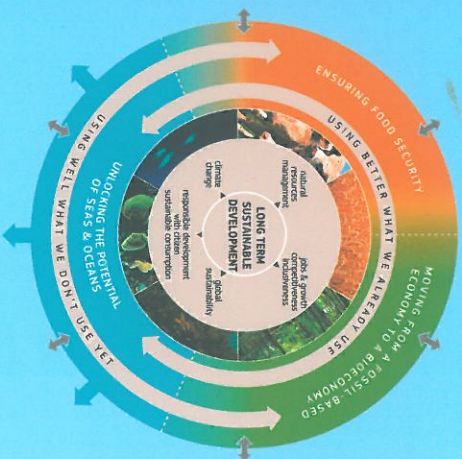 ENSURING FOOD SECURITY
MOVING FROM A FOSSIL-BASED
ECONOMY TO A BIOECONOMY
USING BETTER WHAT WE ALREADY USE
natural
resources
management
jobs & growth
competitiveness
inclusiveness
LONG TERM
SUSTAINABLE
DEVELOPMENT
climate
change
global
sustainability
responsible development
with citizen
sustainable consumption
UNLOCKING THE POTENTIAL
OF SEAS & OCEANS
USING WELL WHAT WE DON'T USE YET